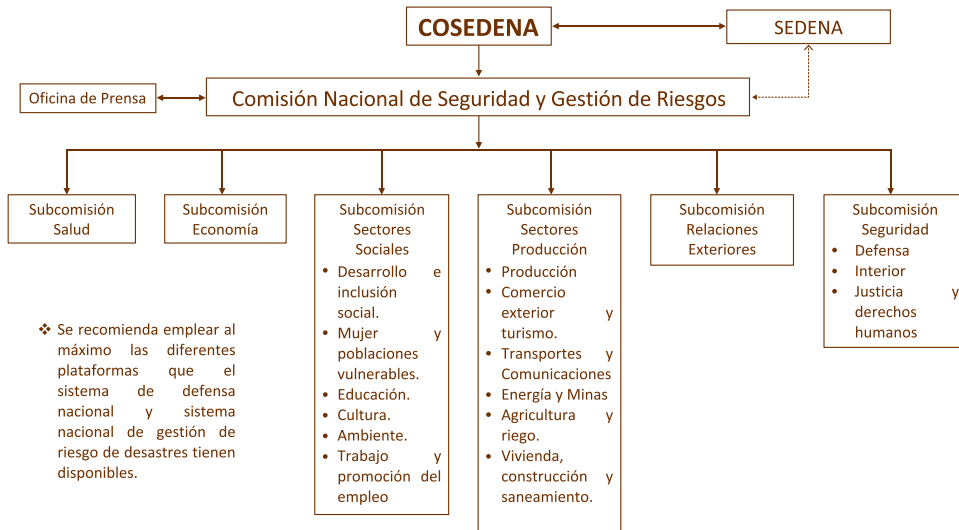 COSEDENA
SEDENA
Oficina de Prensa
Comisión Nacional de Seguridad y Gestión de Riesgos
Subcomisión
Salud
Subcomisión
Economía
Subcomisión
Sectores
Sociales
• Desarrollo e
inclusión
social.
• Mujer y
poblaciones
vulnerables.
• Educación.
• Cultura.
• Ambiente.
• Trabajo y
promoción del
empleo
Subcomisión
Sectores
Producción
• Producción
• Comercio
exterior y
turismo.
• Transportes y
Comunicaciones
• Energía y Minas
• Agricultura y
riego.
• Vivienda,
construcción y
saneamiento.
Subcomisión
Relaciones
Exteriores
Subcomisión
Seguridad
• Defensa
• Interior
• Justicia y
derechos
humanos
❖ Se recomienda emplear al
máximo las diferentes
plataformas que el
sistema de defensa
nacional y sistema
nacional de gestión de
riesgo de desastres tienen
disponibles.